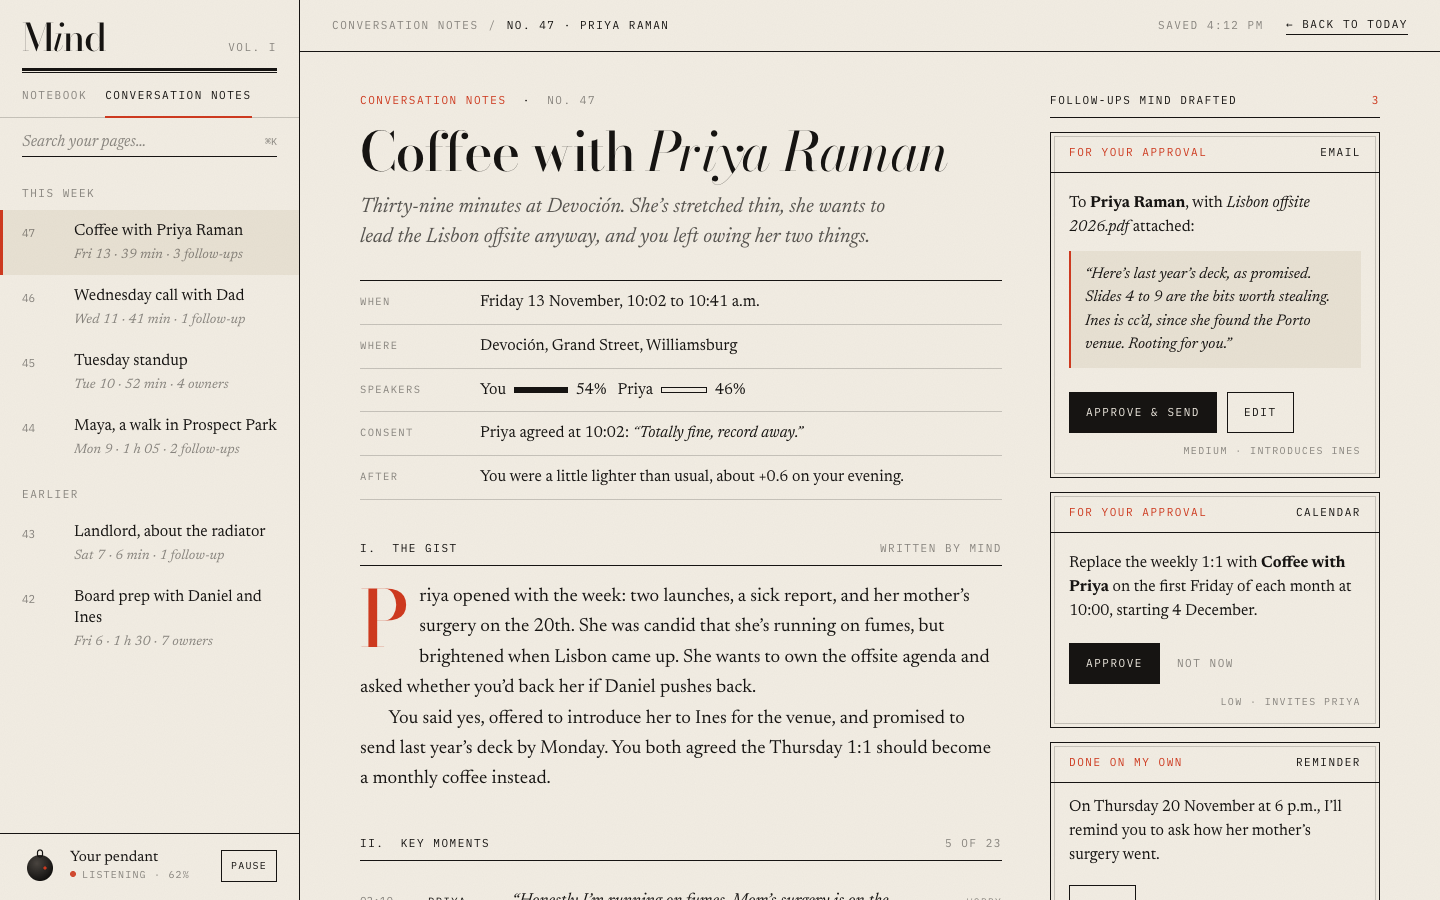 Mind
VOL. I
NOTEBOOK CONVERSATION NOTES
Search your pages… ⌘K
THIS WEEK
47 Coffee with Priya Raman
Fri 13 · 39 min · 3 follow-ups
46 Wednesday call with Dad
Wed 11 · 41 min · 1 follow-up
45 Tuesday standup
Tue 10 · 52 min · 4 owners
44 Maya, a walk in Prospect Park
Mon 9 · 1 h 05 · 2 follow-ups
EARLIER
43 Landlord, about the radiator
Sat 7 · 6 min · 1 follow-up
42 Board prep with Daniel and
Ines
Fri 6 · 1 h 30 · 7 owners
Your pendant
LISTENING · 62%
PAUSE
CONVERSATION NOTES / NO. 47 · PRIYA RAMAN
SAVED 4:12 PM
← BACK TO TODAY
CONVERSATION NOTES · NO. 47
Coffee with Priya Raman
Thirty-nine minutes at Devoción. She’s stretched thin, she wants to
lead the Lisbon offsite anyway, and you left owing her two things.
WHEN Friday 13 November, 10:02 to 10:41 a.m.
WHERE Devoción, Grand Street, Williamsburg
SPEAKERS You 54% Priya 46%
CONSENT Priya agreed at 10:02: “Totally fine, record away.”
AFTER You were a little lighter than usual, about +0.6 on your evening.
I. THE GIST WRITTEN BY MIND
Priya opened with the week: two launches, a sick report, and her mother’s
surgery on the 20th. She was candid that she’s running on fumes, but
brightened when Lisbon came up. She wants to own the offsite agenda and
asked whether you’d back her if Daniel pushes back.
You said yes, offered to introduce her to Ines for the venue, and promised to
send last year’s deck by Monday. You both agreed the Thursday 1:1 should become
a monthly coffee instead.
II. KEY MOMENTS 5 OF 23
“Honestly I’m running on fumes. Mom’s surgery is on the
FOLLOW-UPS MIND DRAFTED 3
FOR YOUR APPROVAL EMAIL
To Priya Raman, with Lisbon offsite
2026.pdf attached:
“Here’s last year’s deck, as promised.
Slides 4 to 9 are the bits worth stealing.
Ines is cc’d, since she found the Porto
venue. Rooting for you.”
APPROVE & SEND EDIT
MEDIUM · INTRODUCES INES
FOR YOUR APPROVAL CALENDAR
Replace the weekly 1:1 with Coffee with
Priya on the first Friday of each month at
10:00, starting 4 December.
APPROVE NOT NOW
LOW · INVITES PRIYA
DONE ON MY OWN REMINDER
On Thursday 20 November at 6 p.m., I’ll
remind you to ask how her mother’s
surgery went.